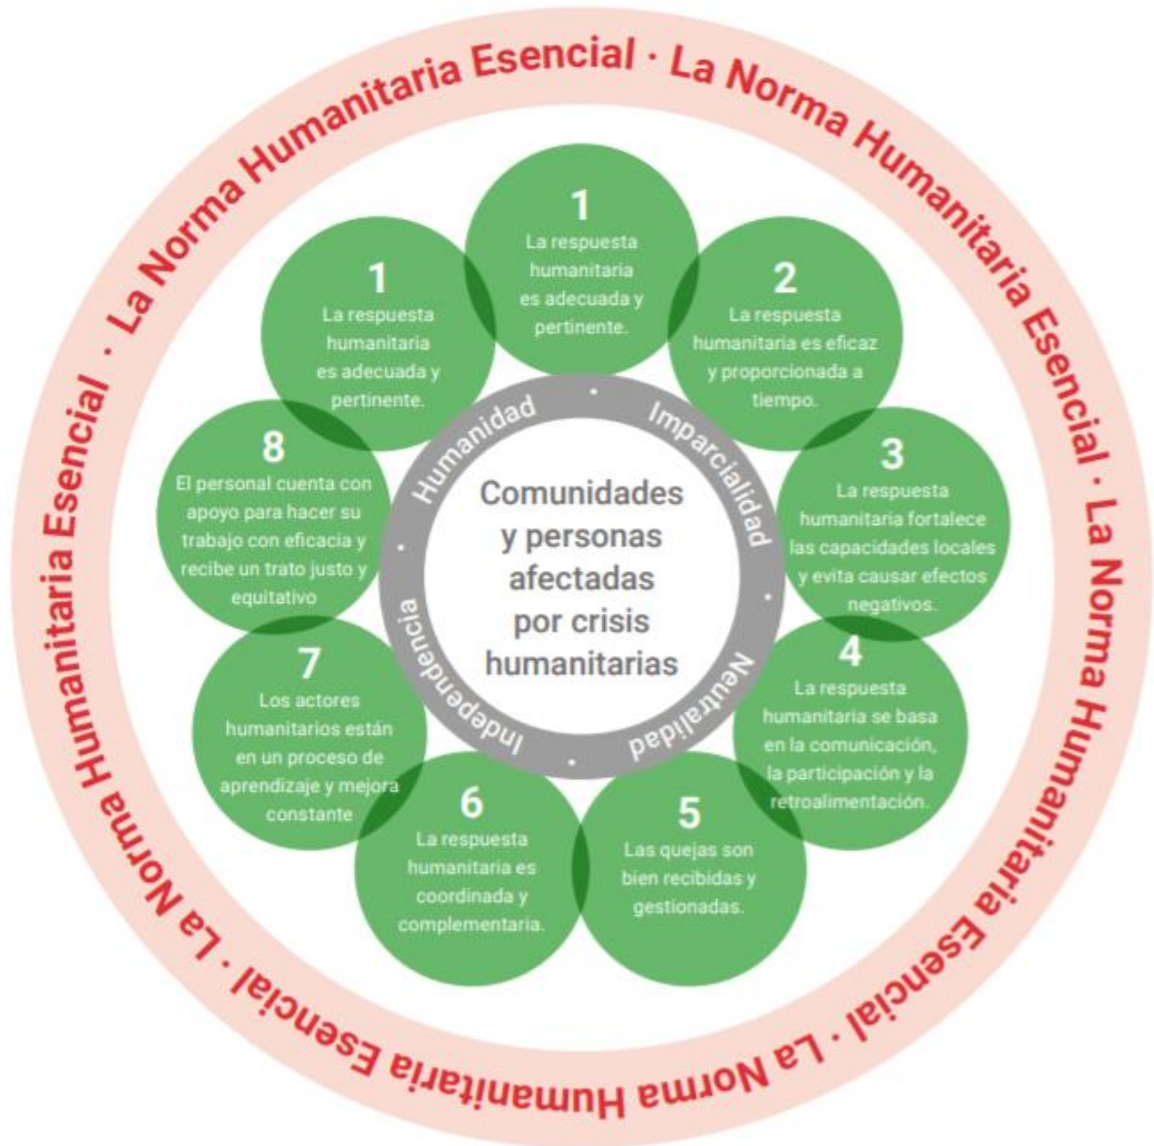 La Norma Humanitaria Esencial · La Norma Humanitaria Esencial · La Norma Humanitaria Esencial · La Norma Humanitaria Esencial · La Norma Humanitaria Esencial ·
1
La respuesta
humanitaria
es adecuada y
pertinente.
2
La respuesta
humanitaria es eficaz
y proporcionada a
tiempo.
3
La respuesta
humanitaria fortalece
las capacidades locales
y evita causar efectos
negativos.
4
La respuesta
humanitaria se basa
en la comunicación,
la participación y la
retroalimentación.
5
Las quejas son
bien recibidas y
gestionadas.
6
La respuesta
humanitaria es
coordinada y
complementaria.
7
Los actores
humanitarios están
en un proceso de
aprendizaje y mejora
constante
8
El personal cuenta con
apoyo para hacer su
trabajo con eficacia y
recibe un trato justo y
equitativo
1
La respuesta
humanitaria
es adecuada y
pertinente.
Humanidad · Imparcialidad · Neutralidad · Independencia ·
Comunidades
y personas
afectadas
por crisis
humanitarias